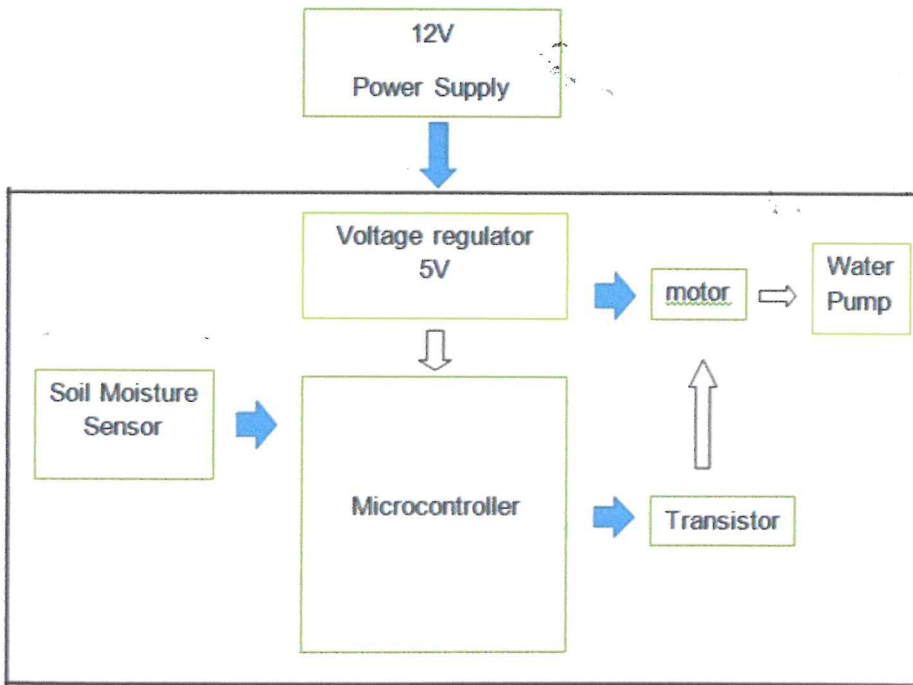 12V
Power Supply
Voltage regulator
5V
motor
Water
Pump
Soil Moisture
Sensor
Microcontroller
Transistor